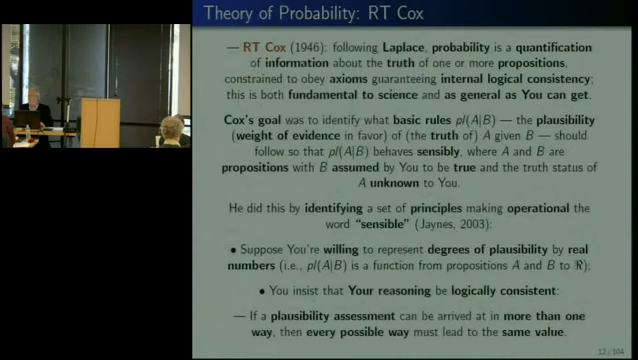 Theory of Probability: RT Cox
— RT Cox (1946): following Laplace, probability is a quantification
of information about the truth of one or more propositions,
constrained to obey axioms guaranteeing internal logical consistency;
this is both fundamental to science and as general as You can get.
Cox's goal was to identify what basic rules pl(A|B) — the plausibility
(weight of evidence in favor) of (the truth of) A given B — should
follow so that pl(A|B) behaves sensibly, where A and B are
propositions with B assumed by You to be true and the truth status of
A unknown to You.
He did this by identifying a set of principles making operational the
word “sensible” (Jaynes, 2003):
• Suppose You're willing to represent degrees of plausibility by real
numbers (i.e., pl(A|B) is a function from propositions A and B to ℜ);
• You insist that Your reasoning be logically consistent:
— If a plausibility assessment can be arrived at in more than one
way, then every possible way must lead to the same value.
12 / 104